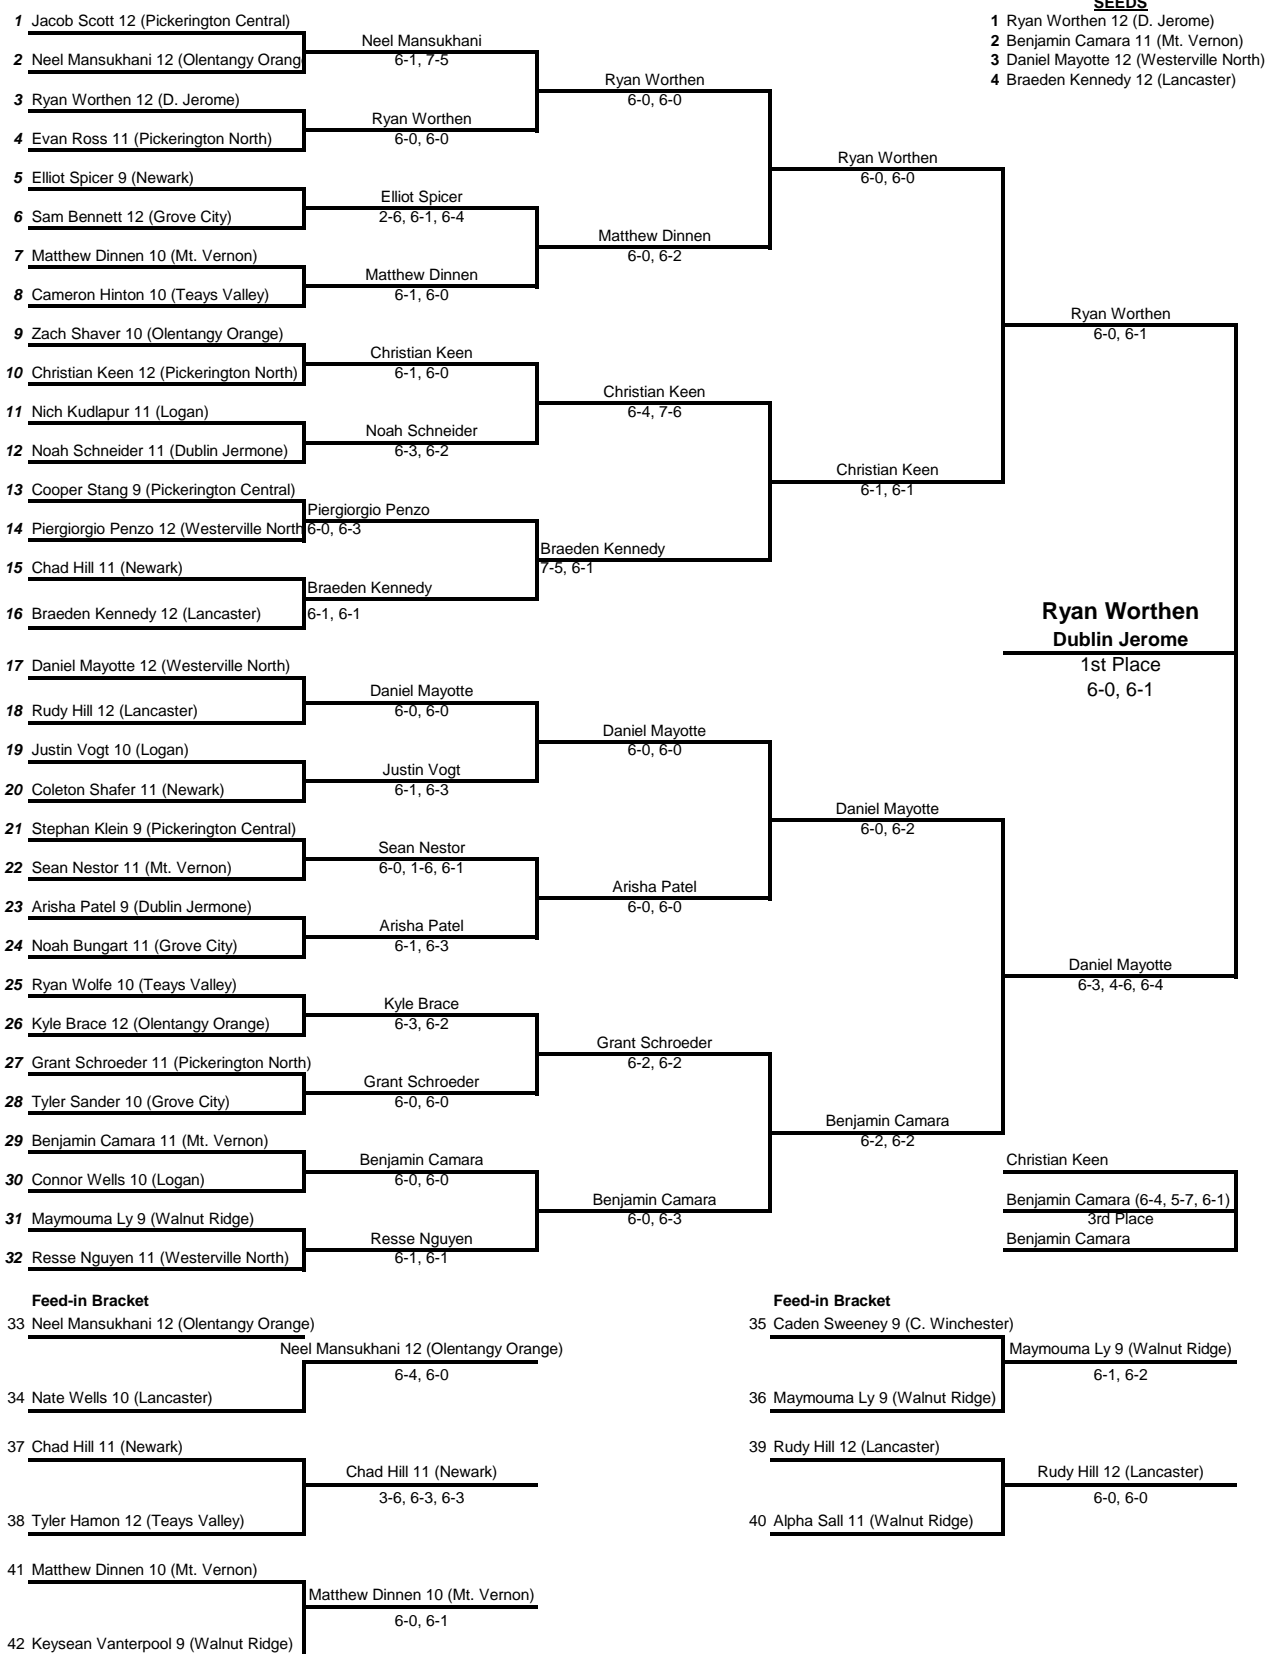 SEEDS
1 Ryan Worthen 12 (D. Jerome)
2 Benjamin Camara 11 (Mt. Vernon)
3 Daniel Mayotte 12 (Westerville North)
4 Braeden Kennedy 12 (Lancaster)
1 Jacob Scott 12 (Pickerington Central)
2 Neel Mansukhani 12 (Olentangy Orang
3 Ryan Worthen 12 (D. Jerome)
4 Evan Ross 11 (Pickerington North)
5 Elliot Spicer 9 (Newark)
6 Sam Bennett 12 (Grove City)
7 Matthew Dinnen 10 (Mt. Vernon)
8 Cameron Hinton 10 (Teays Valley)
9 Zach Shaver 10 (Olentangy Orange)
10 Christian Keen 12 (Pickerington North)
11 Nich Kudlapur 11 (Logan)
12 Noah Schneider 11 (Dublin Jermone)
13 Cooper Stang 9 (Pickerington Central)
14 Piergiorgio Penzo 12 (Westerville North
15 Chad Hill 11 (Newark)
16 Braeden Kennedy 12 (Lancaster)
17 Daniel Mayotte 12 (Westerville North)
18 Rudy Hill 12 (Lancaster)
19 Justin Vogt 10 (Logan)
20 Coleton Shafer 11 (Newark)
21 Stephan Klein 9 (Pickerington Central)
22 Sean Nestor 11 (Mt. Vernon)
23 Arisha Patel 9 (Dublin Jermone)
24 Noah Bungart 11 (Grove City)
25 Ryan Wolfe 10 (Teays Valley)
26 Kyle Brace 12 (Olentangy Orange)
27 Grant Schroeder 11 (Pickerington North)
28 Tyler Sander 10 (Grove City)
29 Benjamin Camara 11 (Mt. Vernon)
30 Connor Wells 10 (Logan)
31 Maymouma Ly 9 (Walnut Ridge)
32 Resse Nguyen 11 (Westerville North)
Neel Mansukhani
6-1, 7-5
Ryan Worthen
6-0, 6-0
Elliot Spicer
2-6, 6-1, 6-4
Matthew Dinnen
6-1, 6-0
Christian Keen
6-1, 6-0
Noah Schneider
6-3, 6-2
Piergiorgio Penzo
6-0, 6-3
Braeden Kennedy
6-1, 6-1
Daniel Mayotte
6-0, 6-0
Justin Vogt
6-1, 6-3
Sean Nestor
6-0, 1-6, 6-1
Arisha Patel
6-1, 6-3
Kyle Brace
6-3, 6-2
Grant Schroeder
6-0, 6-0
Benjamin Camara
6-0, 6-0
Resse Nguyen
6-1, 6-1
Ryan Worthen
6-0, 6-0
Matthew Dinnen
6-0, 6-2
Christian Keen
6-4, 7-6
Braeden Kennedy
7-5, 6-1
Daniel Mayotte
6-0, 6-0
Arisha Patel
6-0, 6-0
Grant Schroeder
6-2, 6-2
Benjamin Camara
6-0, 6-3
Ryan Worthen
6-0, 6-0
Christian Keen
6-1, 6-1
Daniel Mayotte
6-0, 6-2
Benjamin Camara
6-2, 6-2
Ryan Worthen
6-0, 6-1
Daniel Mayotte
6-3, 4-6, 6-4
Ryan Worthen
Dublin Jerome
1st Place
6-0, 6-1
Christian Keen
Benjamin Camara (6-4, 5-7, 6-1)
3rd Place
Benjamin Camara
Feed-in Bracket
33 Neel Mansukhani 12 (Olentangy Orange)
Neel Mansukhani 12 (Olentangy Orange)
6-4, 6-0
34 Nate Wells 10 (Lancaster)
37 Chad Hill 11 (Newark)
Chad Hill 11 (Newark)
3-6, 6-3, 6-3
38 Tyler Hamon 12 (Teays Valley)
41 Matthew Dinnen 10 (Mt. Vernon)
Matthew Dinnen 10 (Mt. Vernon)
6-0, 6-1
42 Keysean Vanterpool 9 (Walnut Ridge)
Feed-in Bracket
35 Caden Sweeney 9 (C. Winchester)
Maymouma Ly 9 (Walnut Ridge)
6-1, 6-2
36 Maymouma Ly 9 (Walnut Ridge)
39 Rudy Hill 12 (Lancaster)
Rudy Hill 12 (Lancaster)
6-0, 6-0
40 Alpha Sall 11 (Walnut Ridge)